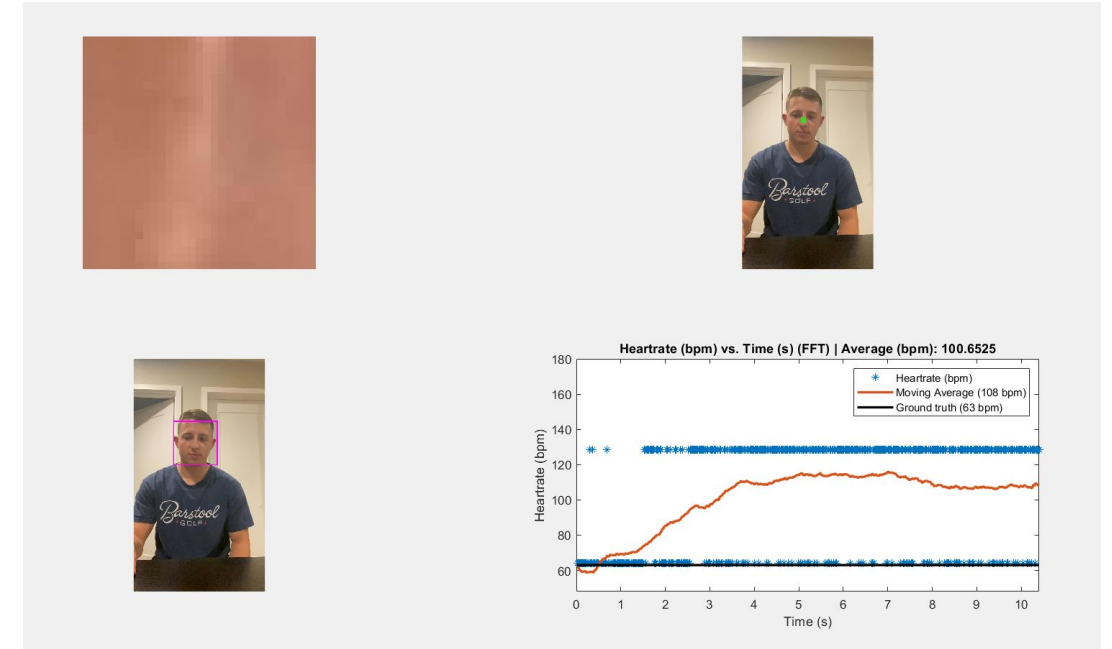 Barstool
GOLF
Barstool
GOLF
Heartrate (bpm) vs. Time (s) (FFT) | Average (bpm): 100.6525
180
160
140
120
100
80
60
Heartrate (bpm)
Heartrate (bpm)
Moving Average (108 bpm)
Ground truth (63 bpm)
0 1 2 3 4 5 6 7 8 9 10
Time (s)